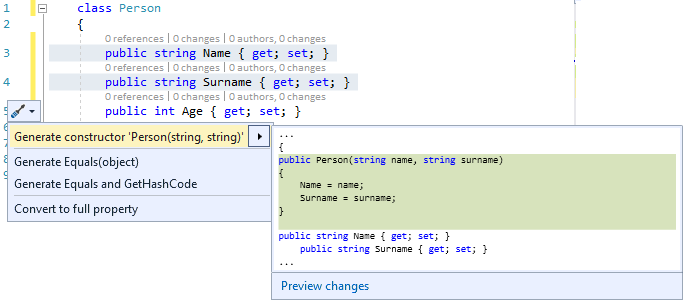 1 class Person
2 {
0 references | 0 changes | 0 authors, 0 changes
3 public string Name { get; set; }
0 references | 0 changes | 0 authors, 0 changes
4 public string Surname { get; set; }
0 references | 0 changes | 0 authors, 0 changes
5 public int Age { get; set; }
Generate constructor 'Person(string, string)'
Generate Equals(object)
Generate Equals and GetHashCode
Convert to full property
...
{
public Person(string name, string surname)
{
Name = name;
Surname = surname;
}
public string Name { get; set; }
public string Surname { get; set; }
...
Preview changes